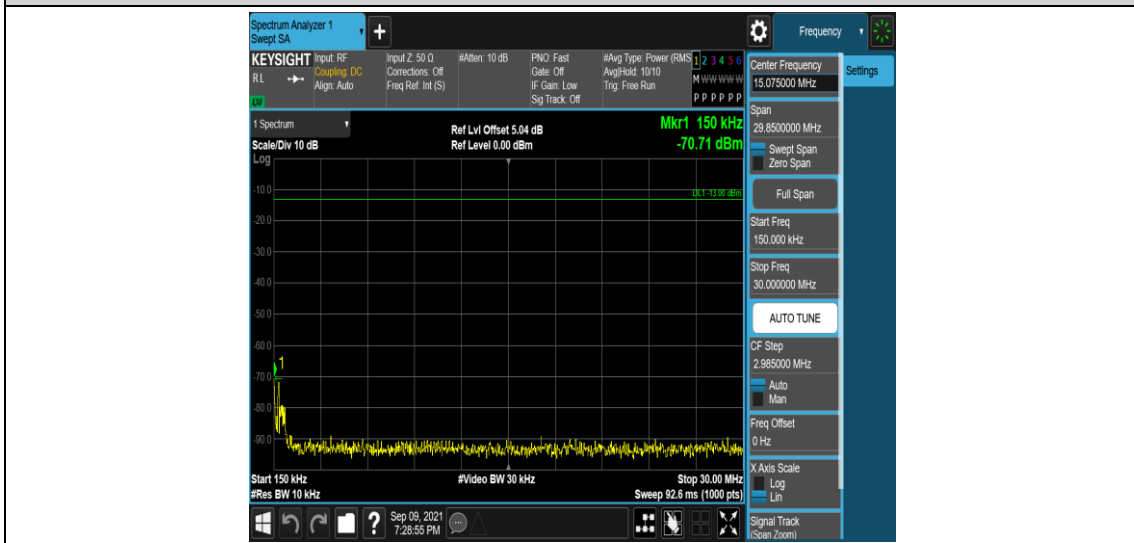 Spectrum Analyzer 1
Swept SA
+
Frequency
KEYSIGHT
Input: RF
Coupling: DC
Align: Auto
RL
LXI
Input Z: 50 Ω
Corrections: Off
Freq Ref: Int (S)
#Atten: 10 dB
PNO: Fast
Gate: Off
IF Gain: Low
Sig Track: Off
#Avg Type: Power (RMS
Avg|Hold: 10/10
Trig: Free Run
1 2 3 4 5 6
M W W W W W
P P P P P P
1 Spectrum
Scale/Div 10 dB
Log
Ref Lvl Offset 5.04 dB
Ref Level 0.00 dBm
Mkr1 150 kHz
-70.71 dBm
DL1 -13.00 dBm
-10.0
-20.0
-30.0
-40.0
-50.0
-60.0
1
-70.0
-80.0
-90.0
Start 150 kHz
#Res BW 10 kHz
#Video BW 30 kHz
Stop 30.00 MHz
Sweep 92.6 ms (1000 pts)
Center Frequency
15.075000 MHz
Settings
Span
29.8500000 MHz
Swept Span
Zero Span
Full Span
Start Freq
150.000 kHz
Stop Freq
30.000000 MHz
AUTO TUNE
CF Step
2.985000 MHz
Auto
Man
Freq Offset
0 Hz
X Axis Scale
Log
Lin
Signal Track
(Span Zoom)
?
Sep 09, 2021
7:28:55 PM